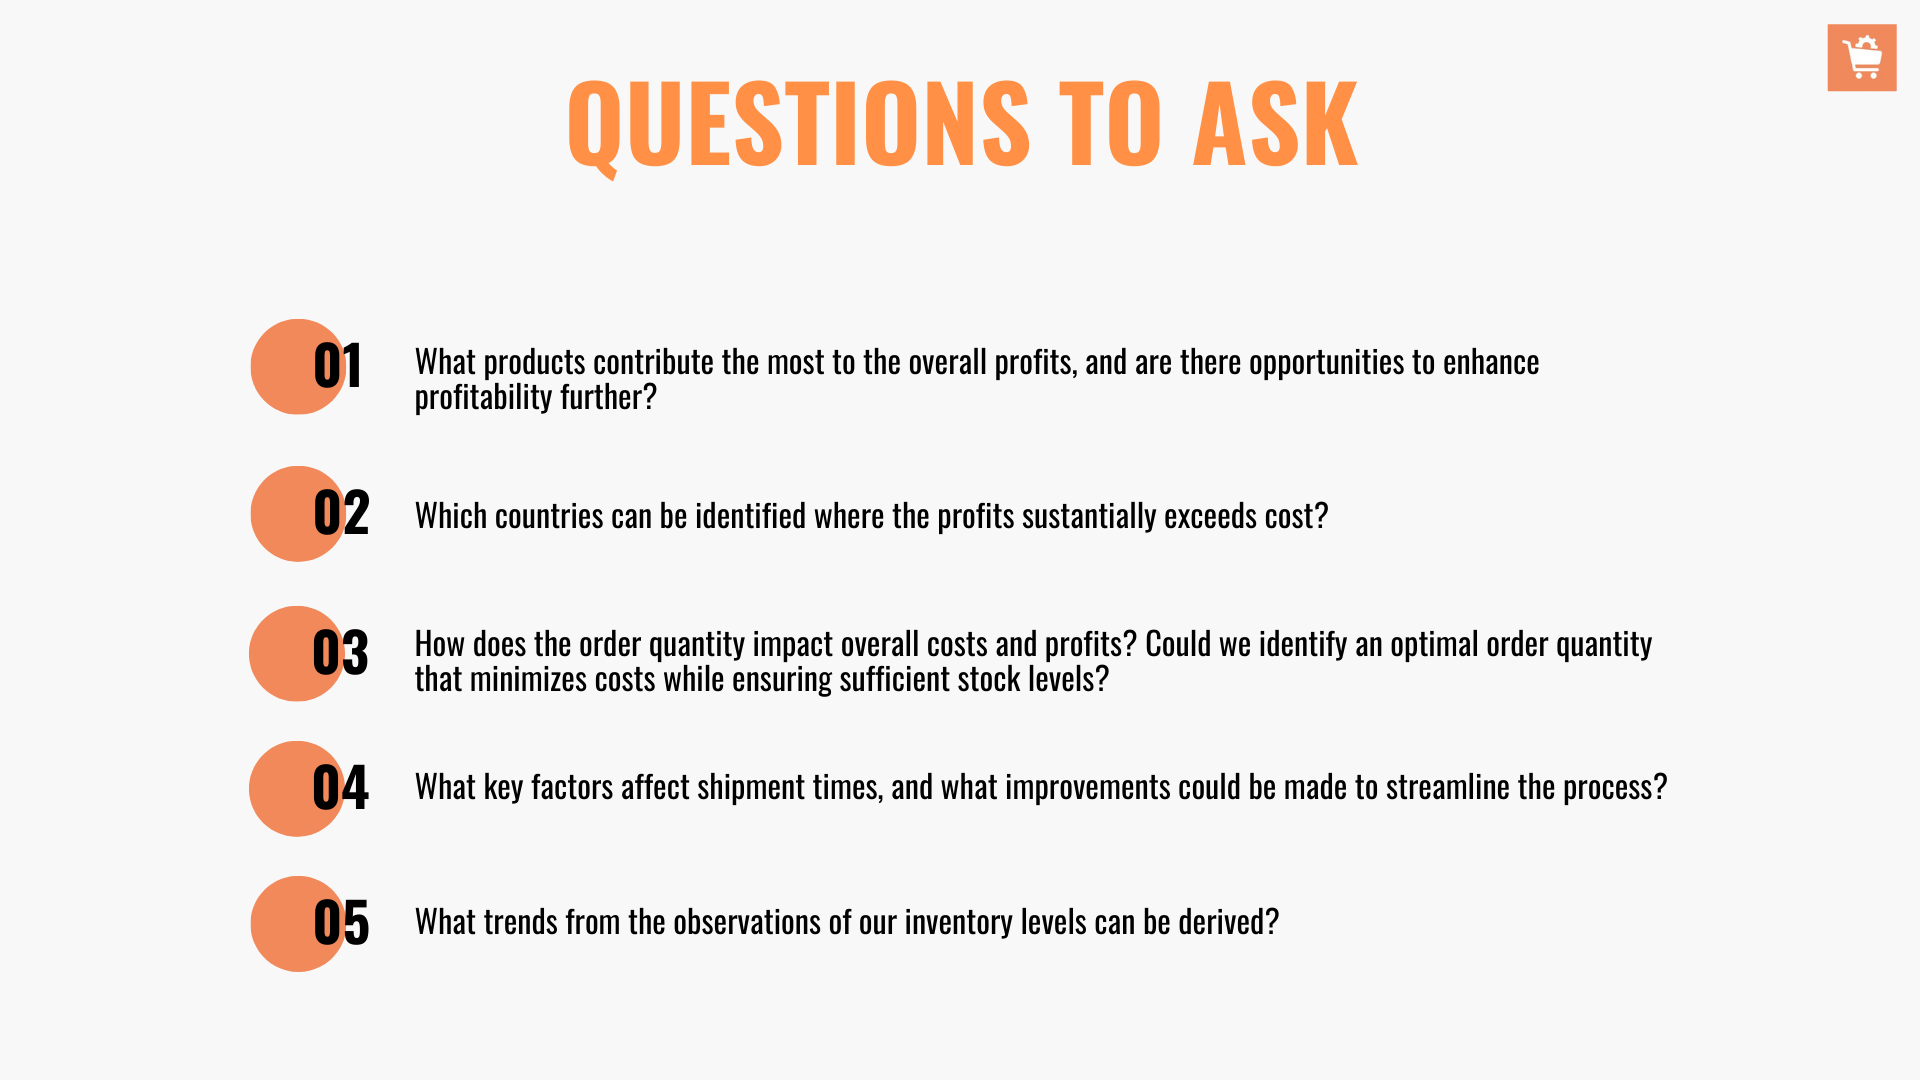 QUESTIONS TO ASK
01
What products contribute the most to the overall profits, and are there opportunities to enhance
profitability further?
02
Which countries can be identified where the profits sustantially exceeds cost?
03
How does the order quantity impact overall costs and profits? Could we identify an optimal order quantity
that minimizes costs while ensuring sufficient stock levels?
04
What key factors affect shipment times, and what improvements could be made to streamline the process?
05
What trends from the observations of our inventory levels can be derived?